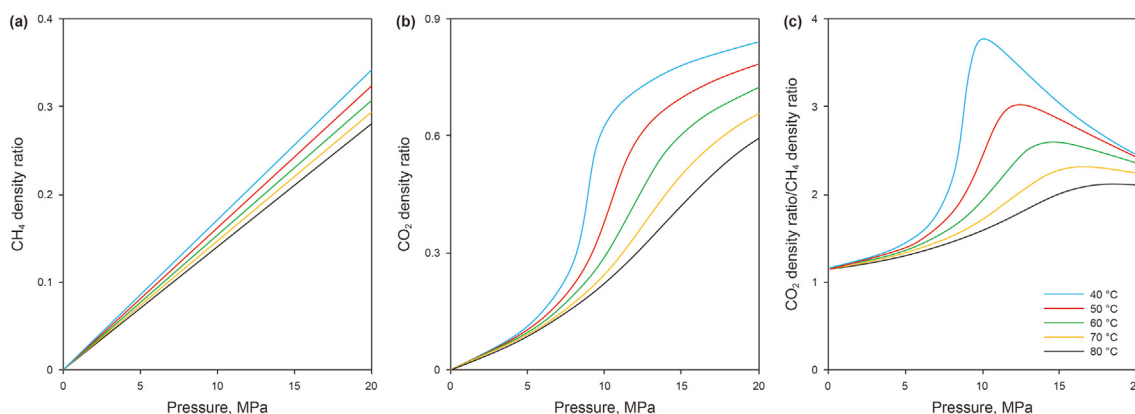 (a)
CH₄ density ratio
0.4
0.3
0.2
0.1
0
0 5 10 15 20
Pressure, MPa
(b)
CO₂ density ratio
0.9
0.6
0.3
0
0 5 10 15 20
Pressure, MPa
(c)
CO₂ density ratio/CH₄ density ratio
4
3
2
1
0
0 5 10 15 20
Pressure, MPa
40 °C
50 °C
60 °C
70 °C
80 °C